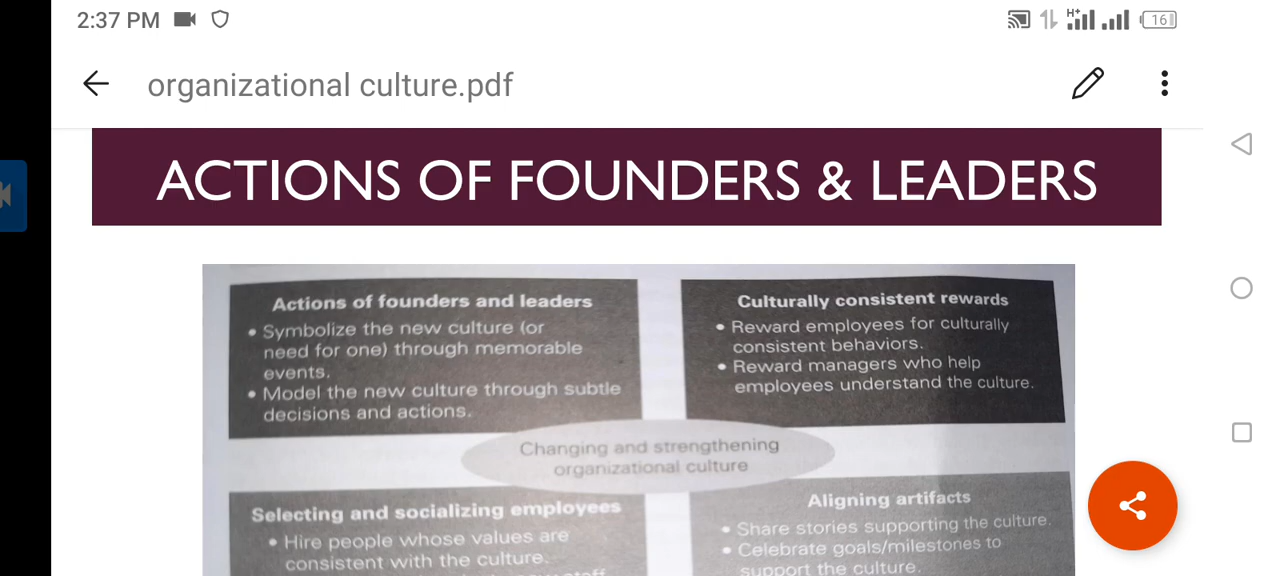 2:37 PM
H+
16
organizational culture.pdf
ACTIONS OF FOUNDERS & LEADERS
Actions of founders and leaders
• Symbolize the new culture (or
need for one) through memorable
events.
• Model the new culture through subtle
decisions and actions.
Culturally consistent rewards
• Reward employees for culturally
consistent behaviors.
• Reward managers who help
employees understand the culture.
Changing and strengthening
organizational culture
Selecting and socializing employees
• Hire people whose values are
consistent with the culture.
Aligning artifacts
• Share stories supporting the culture.
• Celebrate goals/milestones to
support the culture.